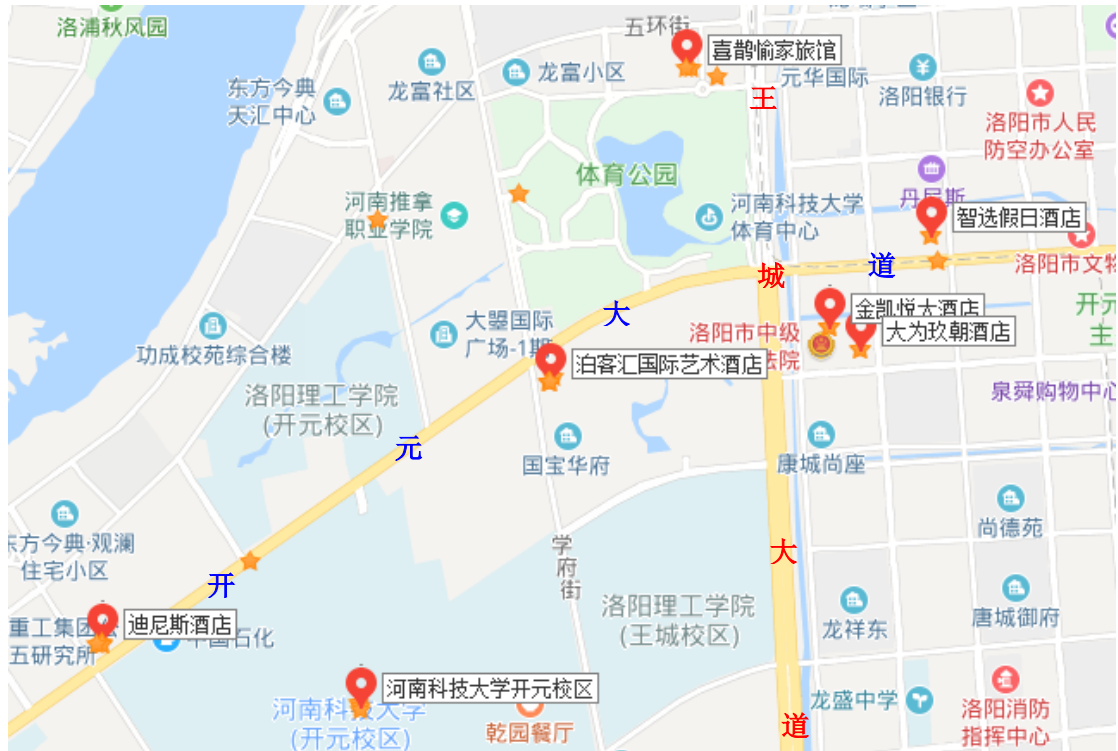 洛浦秋风园
五环街
喜鹊愉家旅馆
龙富小区
元华国际
东方今典
天汇中心
龙富社区
洛阳银行
王
洛阳市人民
防空办公室
体育公园
丹尼斯
河南推拿
职业学院
河南科技大学
体育中心
智选假日酒店
洛阳市文物
道
城
大
金凯悦大酒店
开元
主
大曌国际
广场-1期
洛阳市中级
法院
大为玖朝酒店
功成校苑综合楼
泊客汇国际艺术酒店
泉舜购物中心
洛阳理工学院
(开元校区)
元
国宝华府
康城尚座
尚德苑
东方今典·观澜
住宅小区
学府街
大
开
洛阳理工学院
(王城校区)
龙祥东
唐城御府
迪尼斯酒店
重工集团公
五研究所
中国石化
河南科技大学开元校区
河南科技大学
(开元校区)
乾园餐厅
龙盛中学
道
洛阳消防
指挥中心